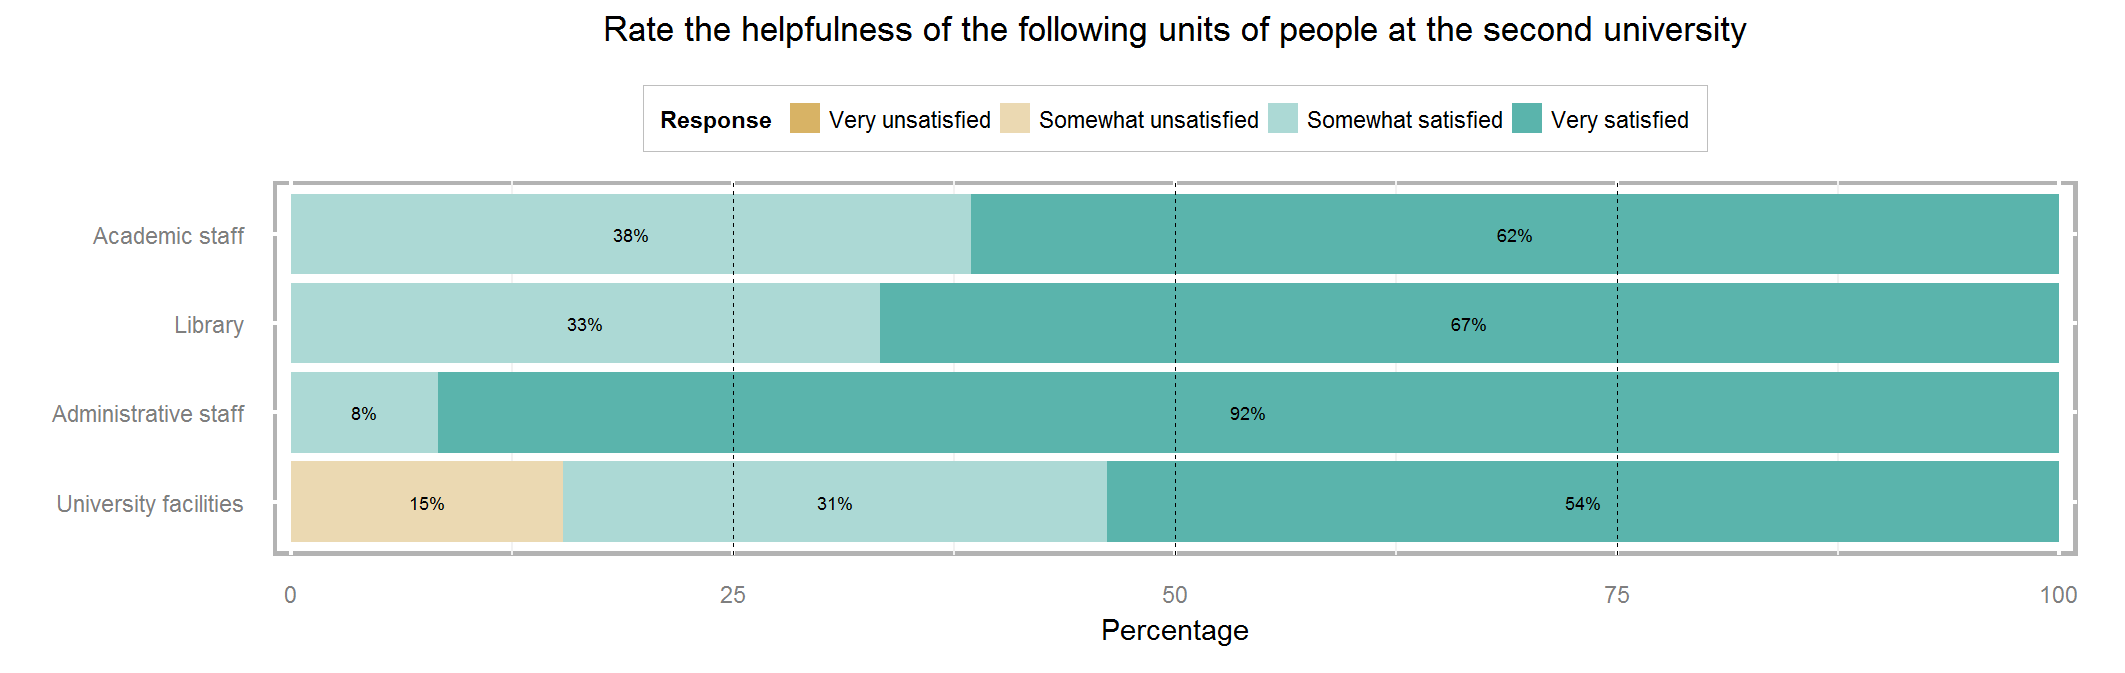 Rate the helpfulness of the following units of people at the second university
Response Very unsatisfied Somewhat unsatisfied Somewhat satisfied Very satisfied
Academic staff 38% 62%
Library 33% 67%
Administrative staff 8% 92%
University facilities 15% 31% 54%
0 25 50 75 100
Percentage